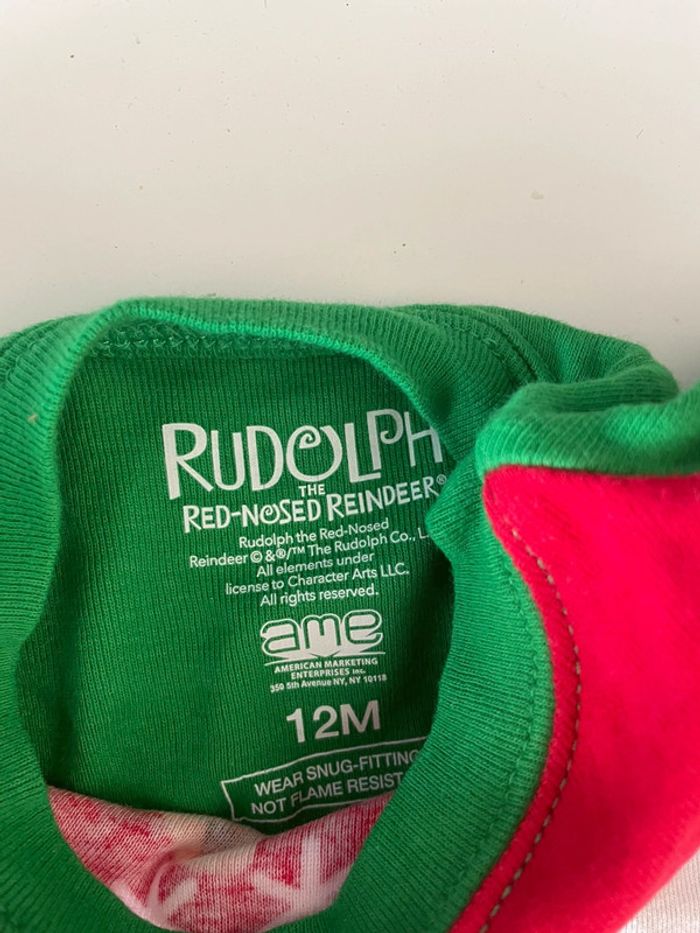 RUDOLPH
THE
RED-NOSED REINDEER®
Rudolph the Red-Nosed
Reindeer © & ®/™ The Rudolph Co., L.
All elements under
license to Character Arts LLC.
All rights reserved.
ame
AMERICAN MARKETING
ENTERPRISES INC.
350 5th Avenue NY, NY 10118
12M
WEAR SNUG-FITTING
NOT FLAME RESIST